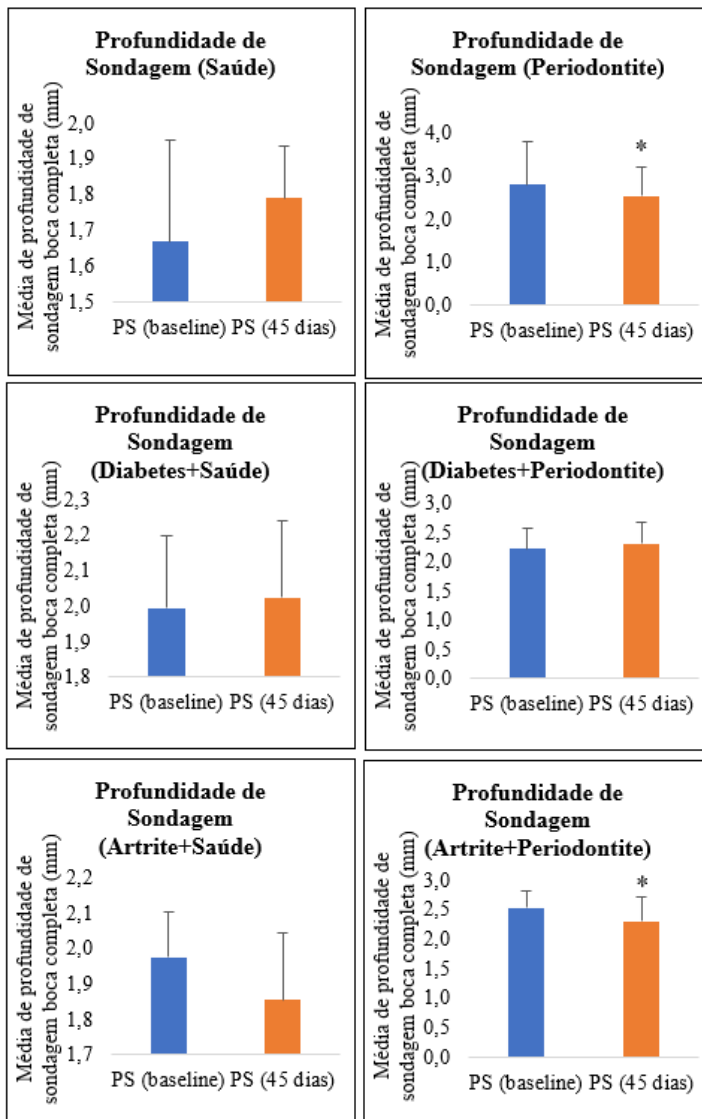 Profundidade de
Sondagem (Saúde)
Média de profundidade de
sondagem boca completa (mm)
2,0
1,9
1,8
1,7
1,6
1,5
PS (baseline) PS (45 dias)
Profundidade de
Sondagem (Periodontite)
Média de profundidade de
sondagem boca completa (mm)
4,0
3,0
2,0
1,0
0,0
*
PS (baseline) PS (45 dias)
Profundidade de
Sondagem
(Diabetes+Saúde)
Média de profundidade de
sondagem boca completa (mm)
2,3
2,2
2,1
2,0
1,9
1,8
PS (baseline) PS (45 dias)
Profundidade de
Sondagem
(Diabetes+Periodontite)
Média de profundidade de
sondagem boca completa (mm)
3,0
2,5
2,0
1,5
1,0
0,5
0,0
PS (baseline) PS (45 dias)
Profundidade de
Sondagem
(Artrite+Saúde)
Média de profundidade de
sondagem boca completa (mm)
2,2
2,1
2,0
1,9
1,8
1,7
PS (baseline) PS (45 dias)
Profundidade de
Sondagem
(Artrite+Periodontite)
Média de profundidade de
sondagem boca completa (mm)
3,0
2,5
2,0
1,5
1,0
0,5
0,0
*
PS (baseline) PS (45 dias)